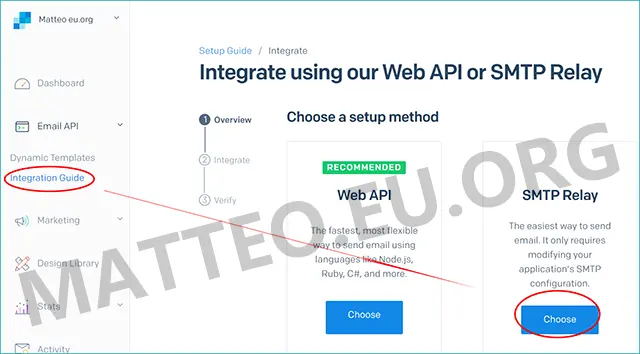 Matteo eu.org
Dashboard
Email API
Dynamic Templates
Integration Guide
Marketing
Design Library
Stats
Activity
Setup Guide / Integrate
Integrate using our Web API or SMTP Relay
1 Overview
2 Integrate
3 Verify
Choose a setup method
RECOMMENDED
Web API
The fastest, most flexible
way to send email using
languages like Node.js,
Ruby, C#, and more.
Choose
SMTP Relay
The easiest way to send
email. It only requires
modifying your
application's SMTP
configuration.
Choose
MATTEO.EU.ORG